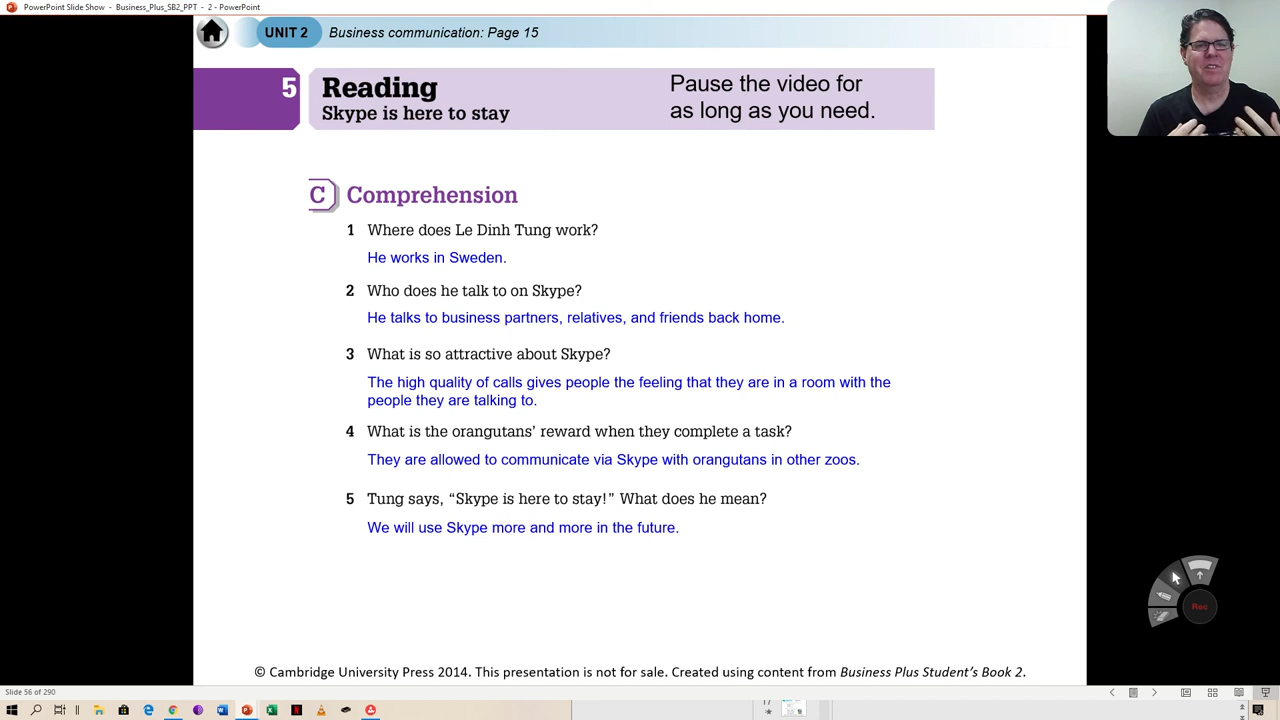 PowerPoint Slide Show - Business_Plus_SB2_PPT - 2 - PowerPoint
UNIT 2 Business communication: Page 15
5 Reading
Skype is here to stay
Pause the video for
as long as you need.
C Comprehension
1 Where does Le Dinh Tung work?
He works in Sweden.
2 Who does he talk to on Skype?
He talks to business partners, relatives, and friends back home.
3 What is so attractive about Skype?
The high quality of calls gives people the feeling that they are in a room with the
people they are talking to.
4 What is the orangutans’ reward when they complete a task?
They are allowed to communicate via Skype with orangutans in other zoos.
5 Tung says, “Skype is here to stay!” What does he mean?
We will use Skype more and more in the future.
Rec
© Cambridge University Press 2014. This presentation is not for sale. Created using content from Business Plus Student's Book 2.
Slide 56 of 290
17